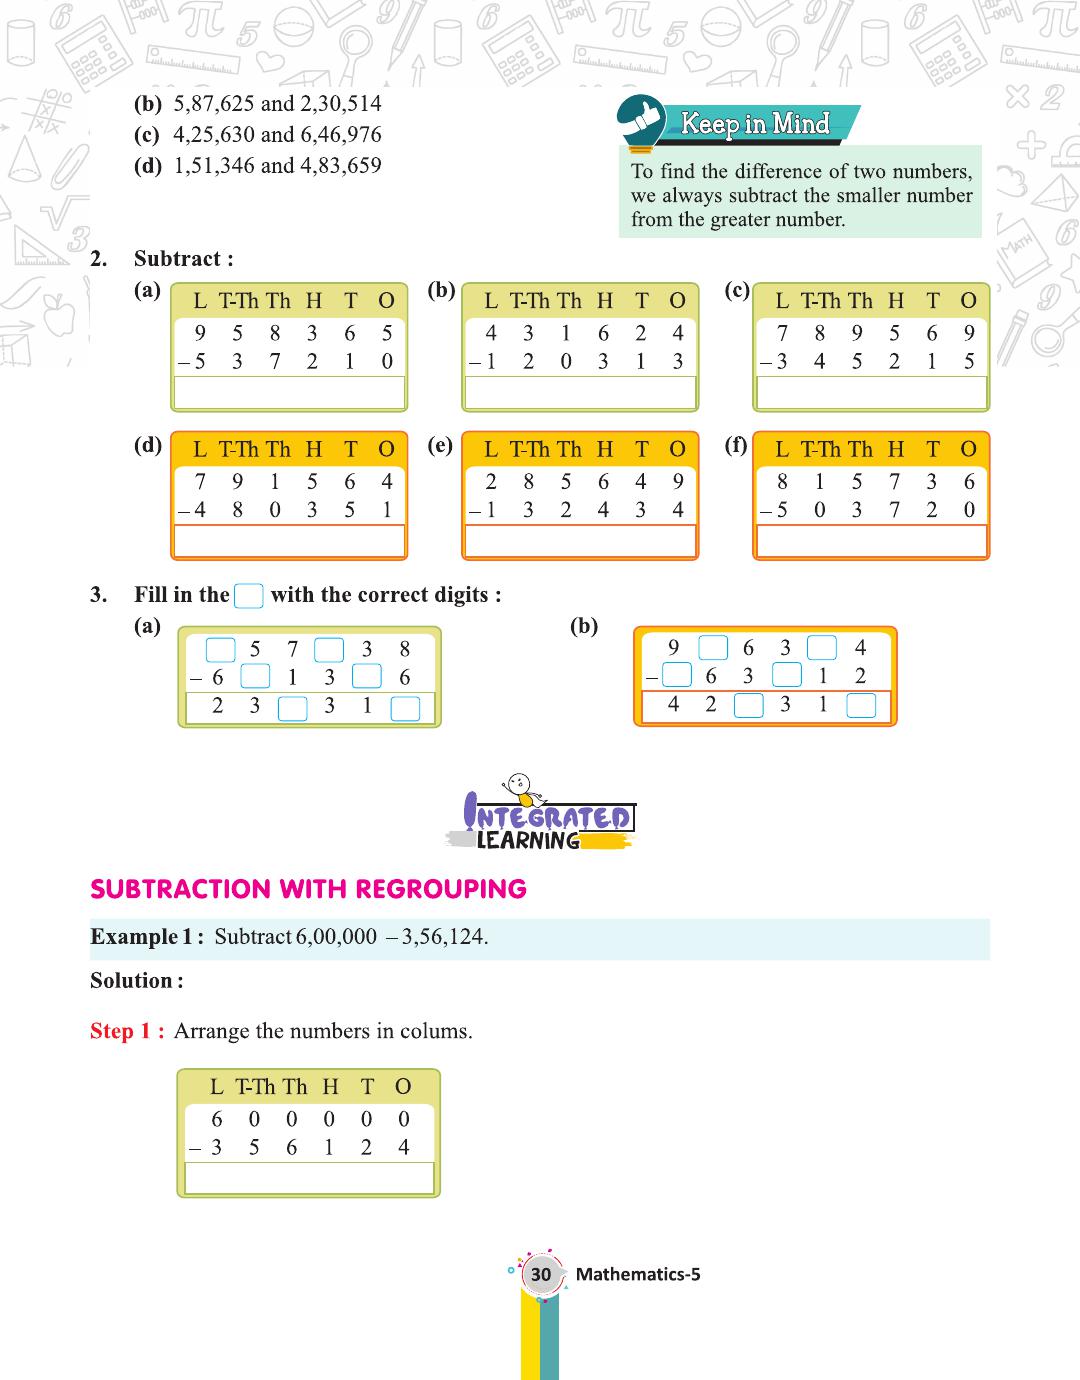 (b) 5,87,625 and 2,30,514
(c) 4,25,630 and 6,46,976
(d) 1,51,346 and 4,83,659
Keep in Mind
To find the difference of two numbers,
we always subtract the smaller number
from the greater number.
2. Subtract :
(a) (b) (c)
L T-Th Th H T O L T-Th Th H T O L T-Th Th H T O
9 5 8 3 6 5 4 3 1 6 2 4 7 8 9 5 6 9
– 5 3 7 2 1 0 – 1 2 0 3 1 3 – 3 4 5 2 1 5
(d) (e) (f)
L T-Th Th H T O L T-Th Th H T O L T-Th Th H T O
7 9 1 5 6 4 2 8 5 6 4 9 8 1 5 7 3 6
– 4 8 0 3 5 1 – 1 3 2 4 3 4 – 5 0 3 7 2 0
3. Fill in the with the correct digits :
(a) (b)
5 7 3 8 9 6 3 4
– 6 1 3 6 – 6 3 1 2
2 3 3 1 4 2 3 1
INTEGRATED
LEARNING
SUBTRACTION WITH REGROUPING
Example 1 : Subtract 6,00,000 – 3,56,124.
Solution :
Step 1 : Arrange the numbers in colums.
L T-Th Th H T O
6 0 0 0 0 0
– 3 5 6 1 2 4
30 Mathematics-5